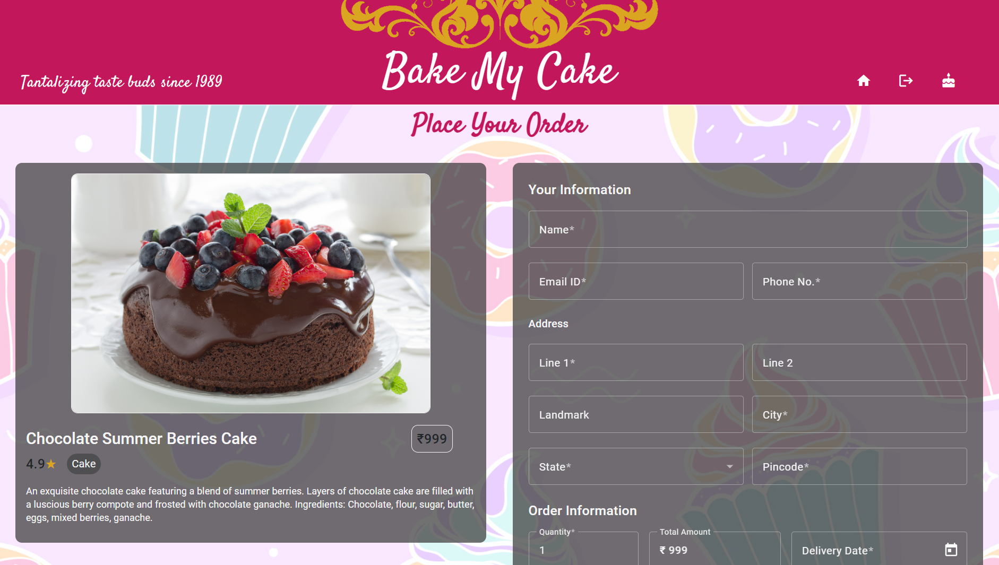 Bake My Cake
Tantalizing taste buds since 1989
Place Your Order
Chocolate Summer Berries Cake
₹999
4.9★ Cake
An exquisite chocolate cake featuring a blend of summer berries. Layers of chocolate cake are filled with
a luscious berry compote and frosted with chocolate ganache. Ingredients: Chocolate, flour, sugar, butter,
eggs, mixed berries, ganache.
Your Information
Name*
Email ID* Phone No.*
Address
Line 1* Line 2
Landmark City*
State* Pincode*
Order Information
Quantity* Total Amount
1 ₹ 999 Delivery Date*